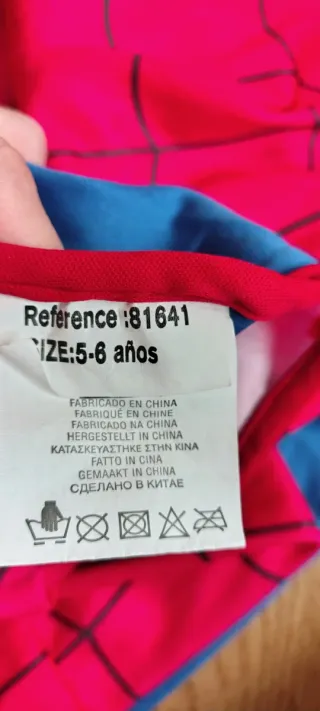 Reference :81641
SIZE:5-6 años
FABRICADO EN CHINA
FABRIQUÉ EN CHINE
FABRICADO NA CHINA
HERGESTELLT IN CHINA
ΚΑΤΑΣΚΕΥΑΣΤΗΚΕ ΣΤΗΝ ΚΙΝΑ
FATTO IN CINA
GEMAAKT IN CHINA
СДЕЛАНО В КИТАЕ